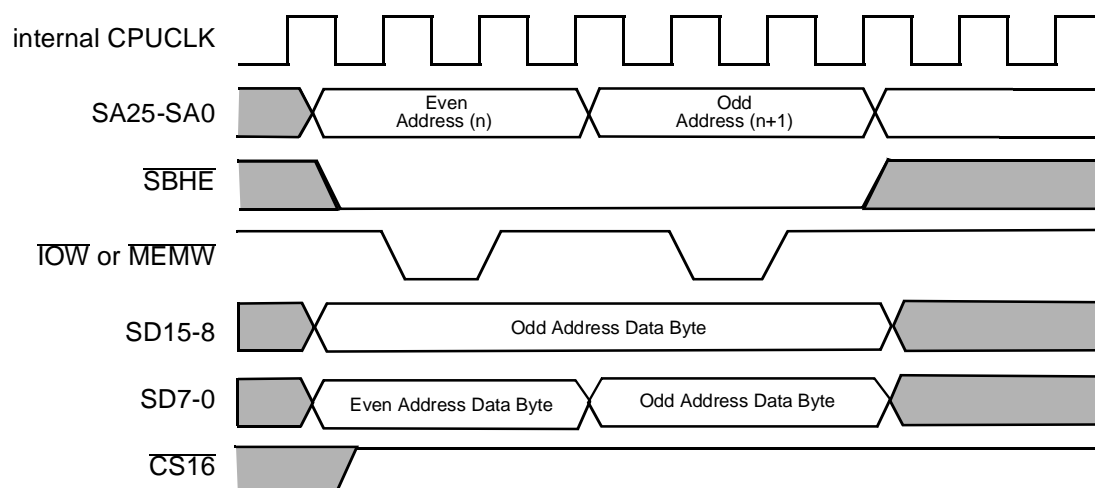 internal CPUCLK
SA25-SA0
Even
Address (n)
Odd
Address (n+1)
SBHE
IOW or MEMW
SD15-8
Odd Address Data Byte
SD7-0
Even Address Data Byte
Odd Address Data Byte
CS16